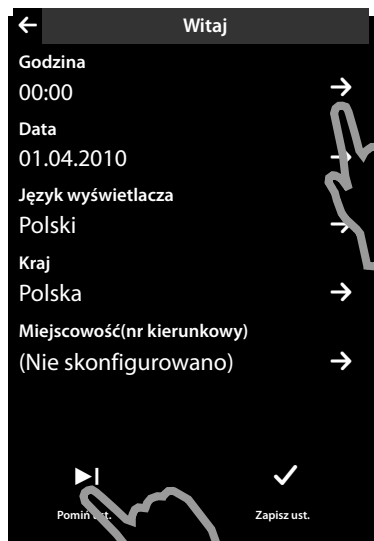 Witaj
Godzina
00:00
Data
01.04.2010
Język wyświetlacza
Polski
Kraj
Polska
Miejscowość(nr kierunkowy)
(Nie skonfigurowano)
Pomiń ust. Zapisz ust.